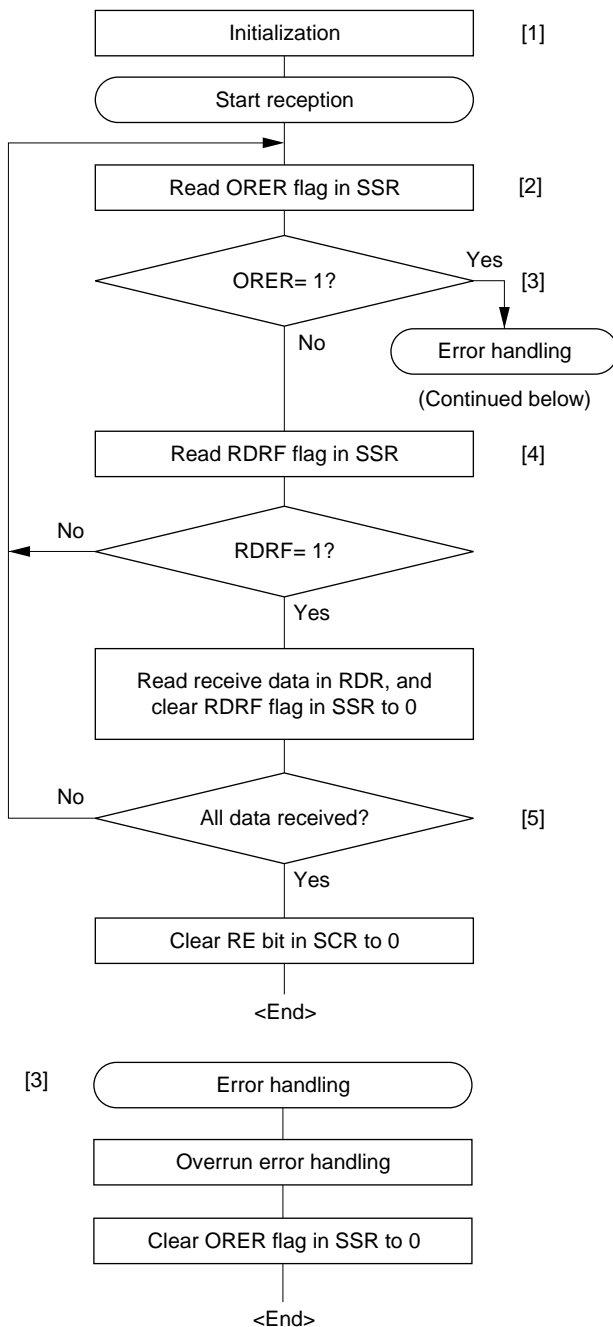 Initialization
[1]
Start reception
Read ORER flag in SSR
[2]
ORER= 1?
Yes
[3]
No
Error handling
(Continued below)
Read RDRF flag in SSR
[4]
No
RDRF= 1?
Yes
Read receive data in RDR, and
clear RDRF flag in SSR to 0
No
All data received?
[5]
Yes
Clear RE bit in SCR to 0
<End>
[3]
Error handling
Overrun error handling
Clear ORER flag in SSR to 0
<End>